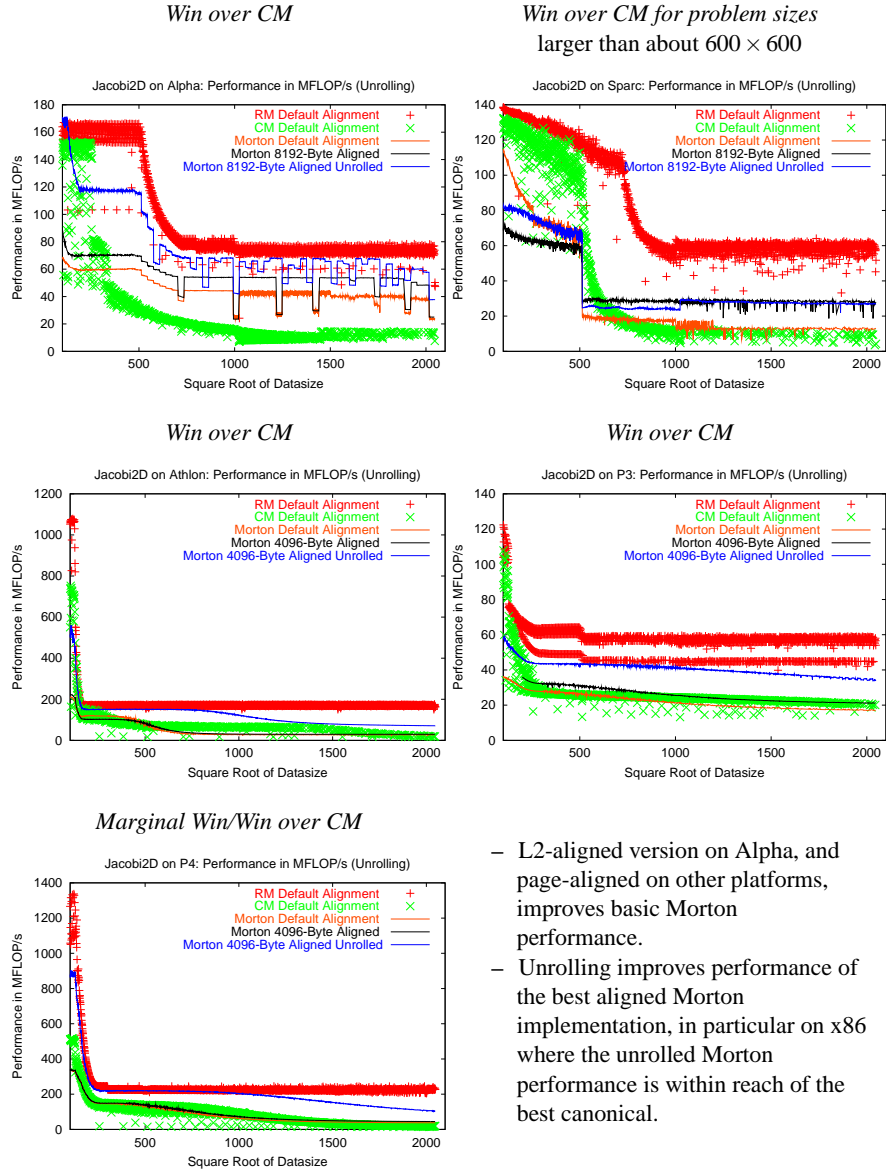 Win over CM
Win over CM for problem sizes
larger than about 600 × 600
Jacobi2D on Alpha: Performance in MFLOP/s (Unrolling)
RM Default Alignment
CM Default Alignment
Morton Default Alignment
Morton 8192-Byte Aligned
Morton 8192-Byte Aligned Unrolled
Performance in MFLOP/s
180
160
140
120
100
80
60
40
20
0
500
1000
1500
2000
Square Root of Datasize
Jacobi2D on Sparc: Performance in MFLOP/s (Unrolling)
RM Default Alignment
CM Default Alignment
Morton Default Alignment
Morton 8192-Byte Aligned
Morton 8192-Byte Aligned Unrolled
Performance in MFLOP/s
140
120
100
80
60
40
20
0
500
1000
1500
2000
Square Root of Datasize
Win over CM
Win over CM
Jacobi2D on Athlon: Performance in MFLOP/s (Unrolling)
RM Default Alignment
CM Default Alignment
Morton Default Alignment
Morton 4096-Byte Aligned
Morton 4096-Byte Aligned Unrolled
Performance in MFLOP/s
1200
1000
800
600
400
200
0
500
1000
1500
2000
Square Root of Datasize
Jacobi2D on P3: Performance in MFLOP/s (Unrolling)
RM Default Alignment
CM Default Alignment
Morton Default Alignment
Morton 4096-Byte Aligned
Morton 4096-Byte Aligned Unrolled
Performance in MFLOP/s
140
120
100
80
60
40
20
0
500
1000
1500
2000
Square Root of Datasize
Marginal Win/Win over CM
Jacobi2D on P4: Performance in MFLOP/s (Unrolling)
RM Default Alignment
CM Default Alignment
Morton Default Alignment
Morton 4096-Byte Aligned
Morton 4096-Byte Aligned Unrolled
Performance in MFLOP/s
1400
1200
1000
800
600
400
200
0
500
1000
1500
2000
Square Root of Datasize
– L2-aligned version on Alpha, and
page-aligned on other platforms,
improves basic Morton
performance.
– Unrolling improves performance of
the best aligned Morton
implementation, in particular on x86
where the unrolled Morton
performance is within reach of the
best canonical.